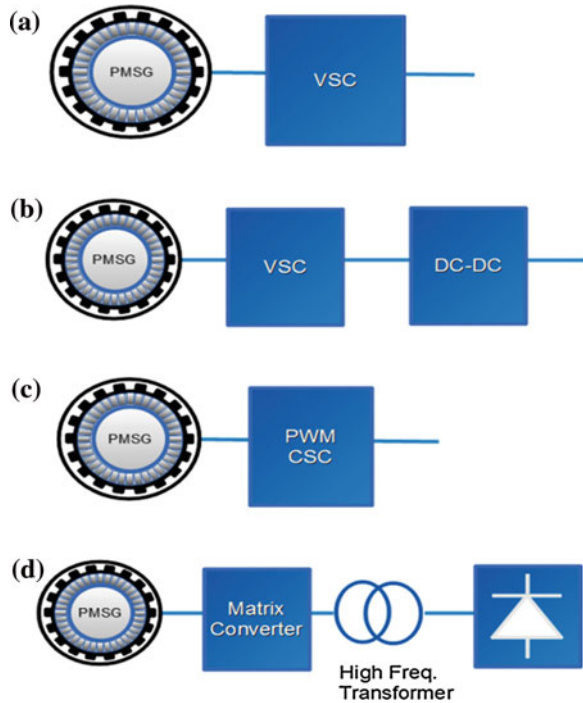 (a)
PMSG
VSC
(b)
PMSG
VSC
DC-DC
(c)
PMSG
PWM
CSC
(d)
PMSG
Matrix
Converter
High Freq.
Transformer